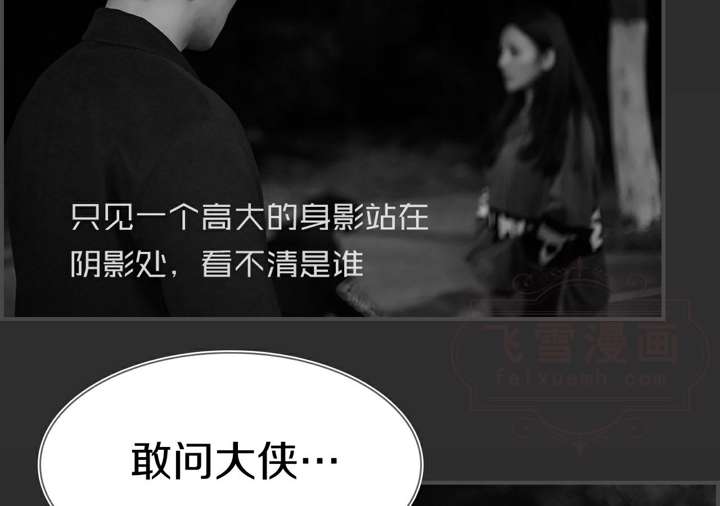 只见一个高大的身影站在
阴影处，看不清是谁
飞雪漫画
feixuemh.com
敢问大侠…